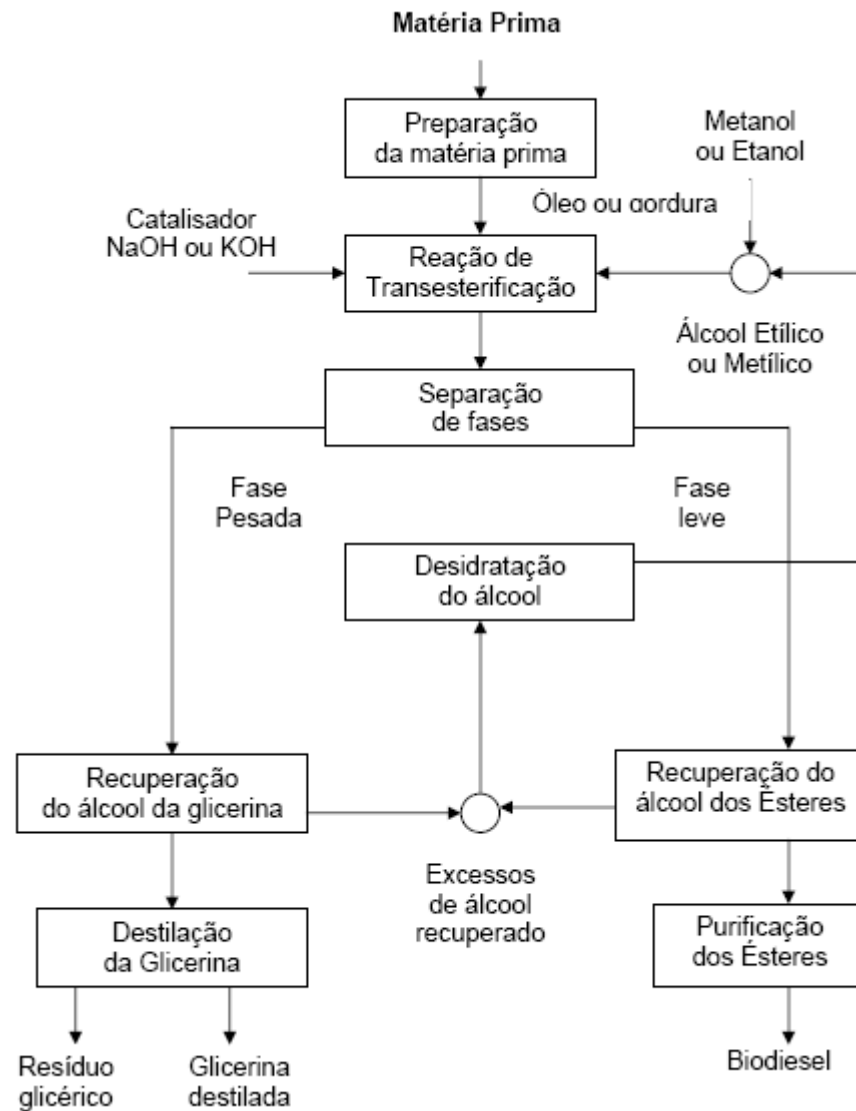 Matéria Prima
Preparação
da matéria prima
Metanol
ou Etanol
Óleo ou gordura
Catalisador
NaOH ou KOH
Reação de
Transesterificação
Álcool Etílico
ou Metílico
Separação
de fases
Fase
Pesada
Fase
leve
Desidratação
do álcool
Recuperação
do álcool da glicerina
Recuperação do
álcool dos Ésteres
Excessos
de álcool
recuperado
Destilação
da Glicerina
Purificação
dos Ésteres
Resíduo
glicérico
Glicerina
destilada
Biodiesel